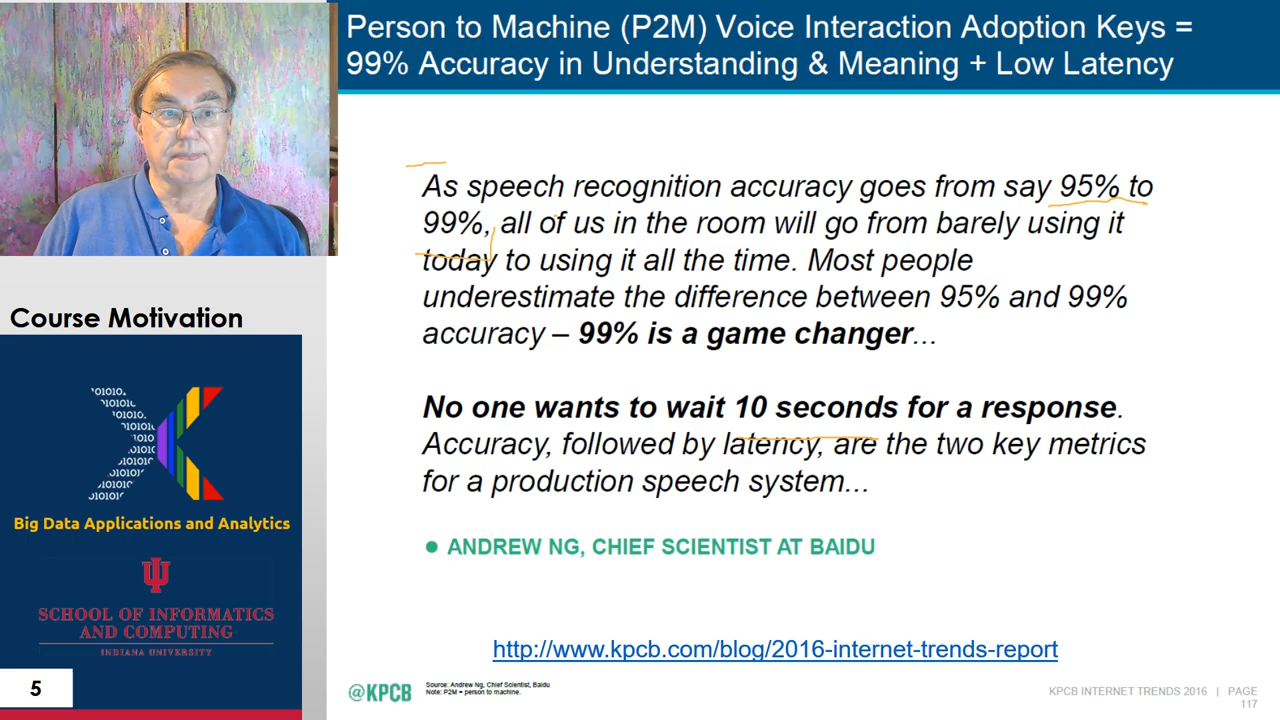 Person to Machine (P2M) Voice Interaction Adoption Keys =
99% Accuracy in Understanding & Meaning + Low Latency
As speech recognition accuracy goes from say 95% to
99%, all of us in the room will go from barely using it
today to using it all the time. Most people
underestimate the difference between 95% and 99%
accuracy – 99% is a game changer...
No one wants to wait 10 seconds for a response.
Accuracy, followed by latency, are the two key metrics
for a production speech system...
● ANDREW NG, CHIEF SCIENTIST AT BAIDU
http://www.kpcb.com/blog/2016-internet-trends-report
@KPCB
Source: Andrew Ng, Chief Scientist, Baidu
Note: P2M = person to machine.
KPCB INTERNET TRENDS 2016 | PAGE
117
Course Motivation
Big Data Applications and Analytics
SCHOOL OF INFORMATICS
AND COMPUTING
INDIANA UNIVERSITY
5